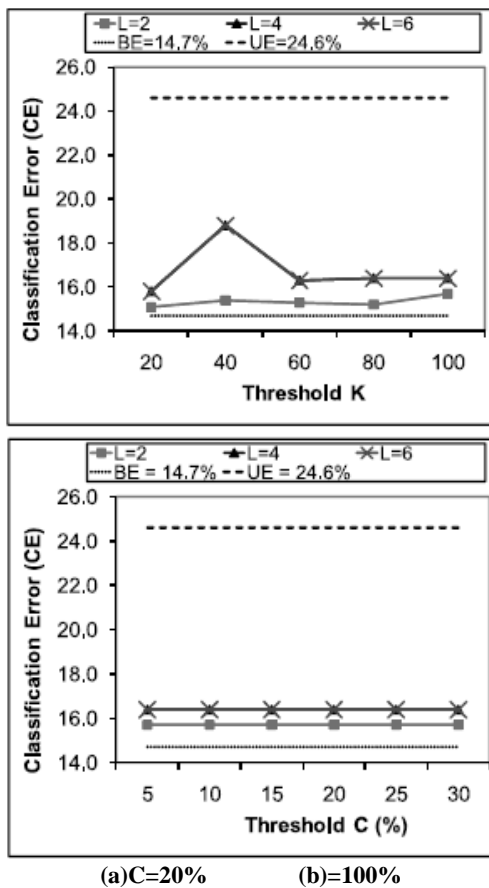 L=2 L=4 L=6
BE=14.7% UE=24.6%
26.0
24.0
22.0
20.0
18.0
16.0
14.0
Classification Error (CE)
20 40 60 80 100
Threshold K
L=2 L=4 L=6
BE = 14.7% UE = 24.6%
26.0
24.0
22.0
20.0
18.0
16.0
14,0
Classification Error (CE)
5 10 15 20 25 30
Threshold C (%)
(a)C=20% (b)=100%